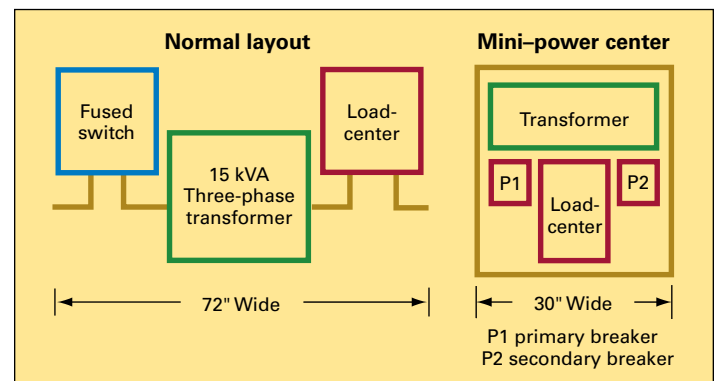 Normal layout
Fused
switch
15 kVA
Three-phase
transformer
Load-
center
72" Wide
Mini–power center
Transformer
P1
Load-
center
P2
30" Wide
P1 primary breaker
P2 secondary breaker